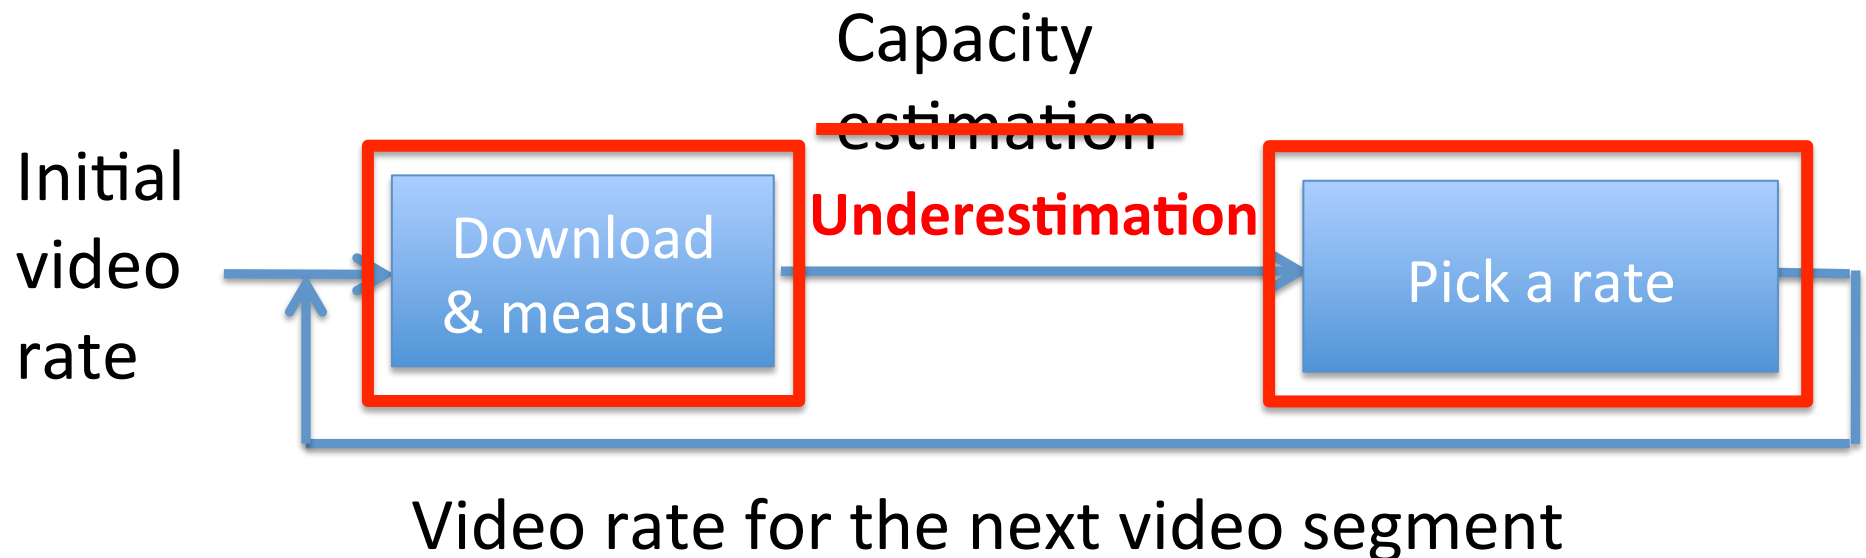 Capacity
estimation
Underestimation
Initial
video
rate
Download
& measure
Pick a rate
Video rate for the next video segment